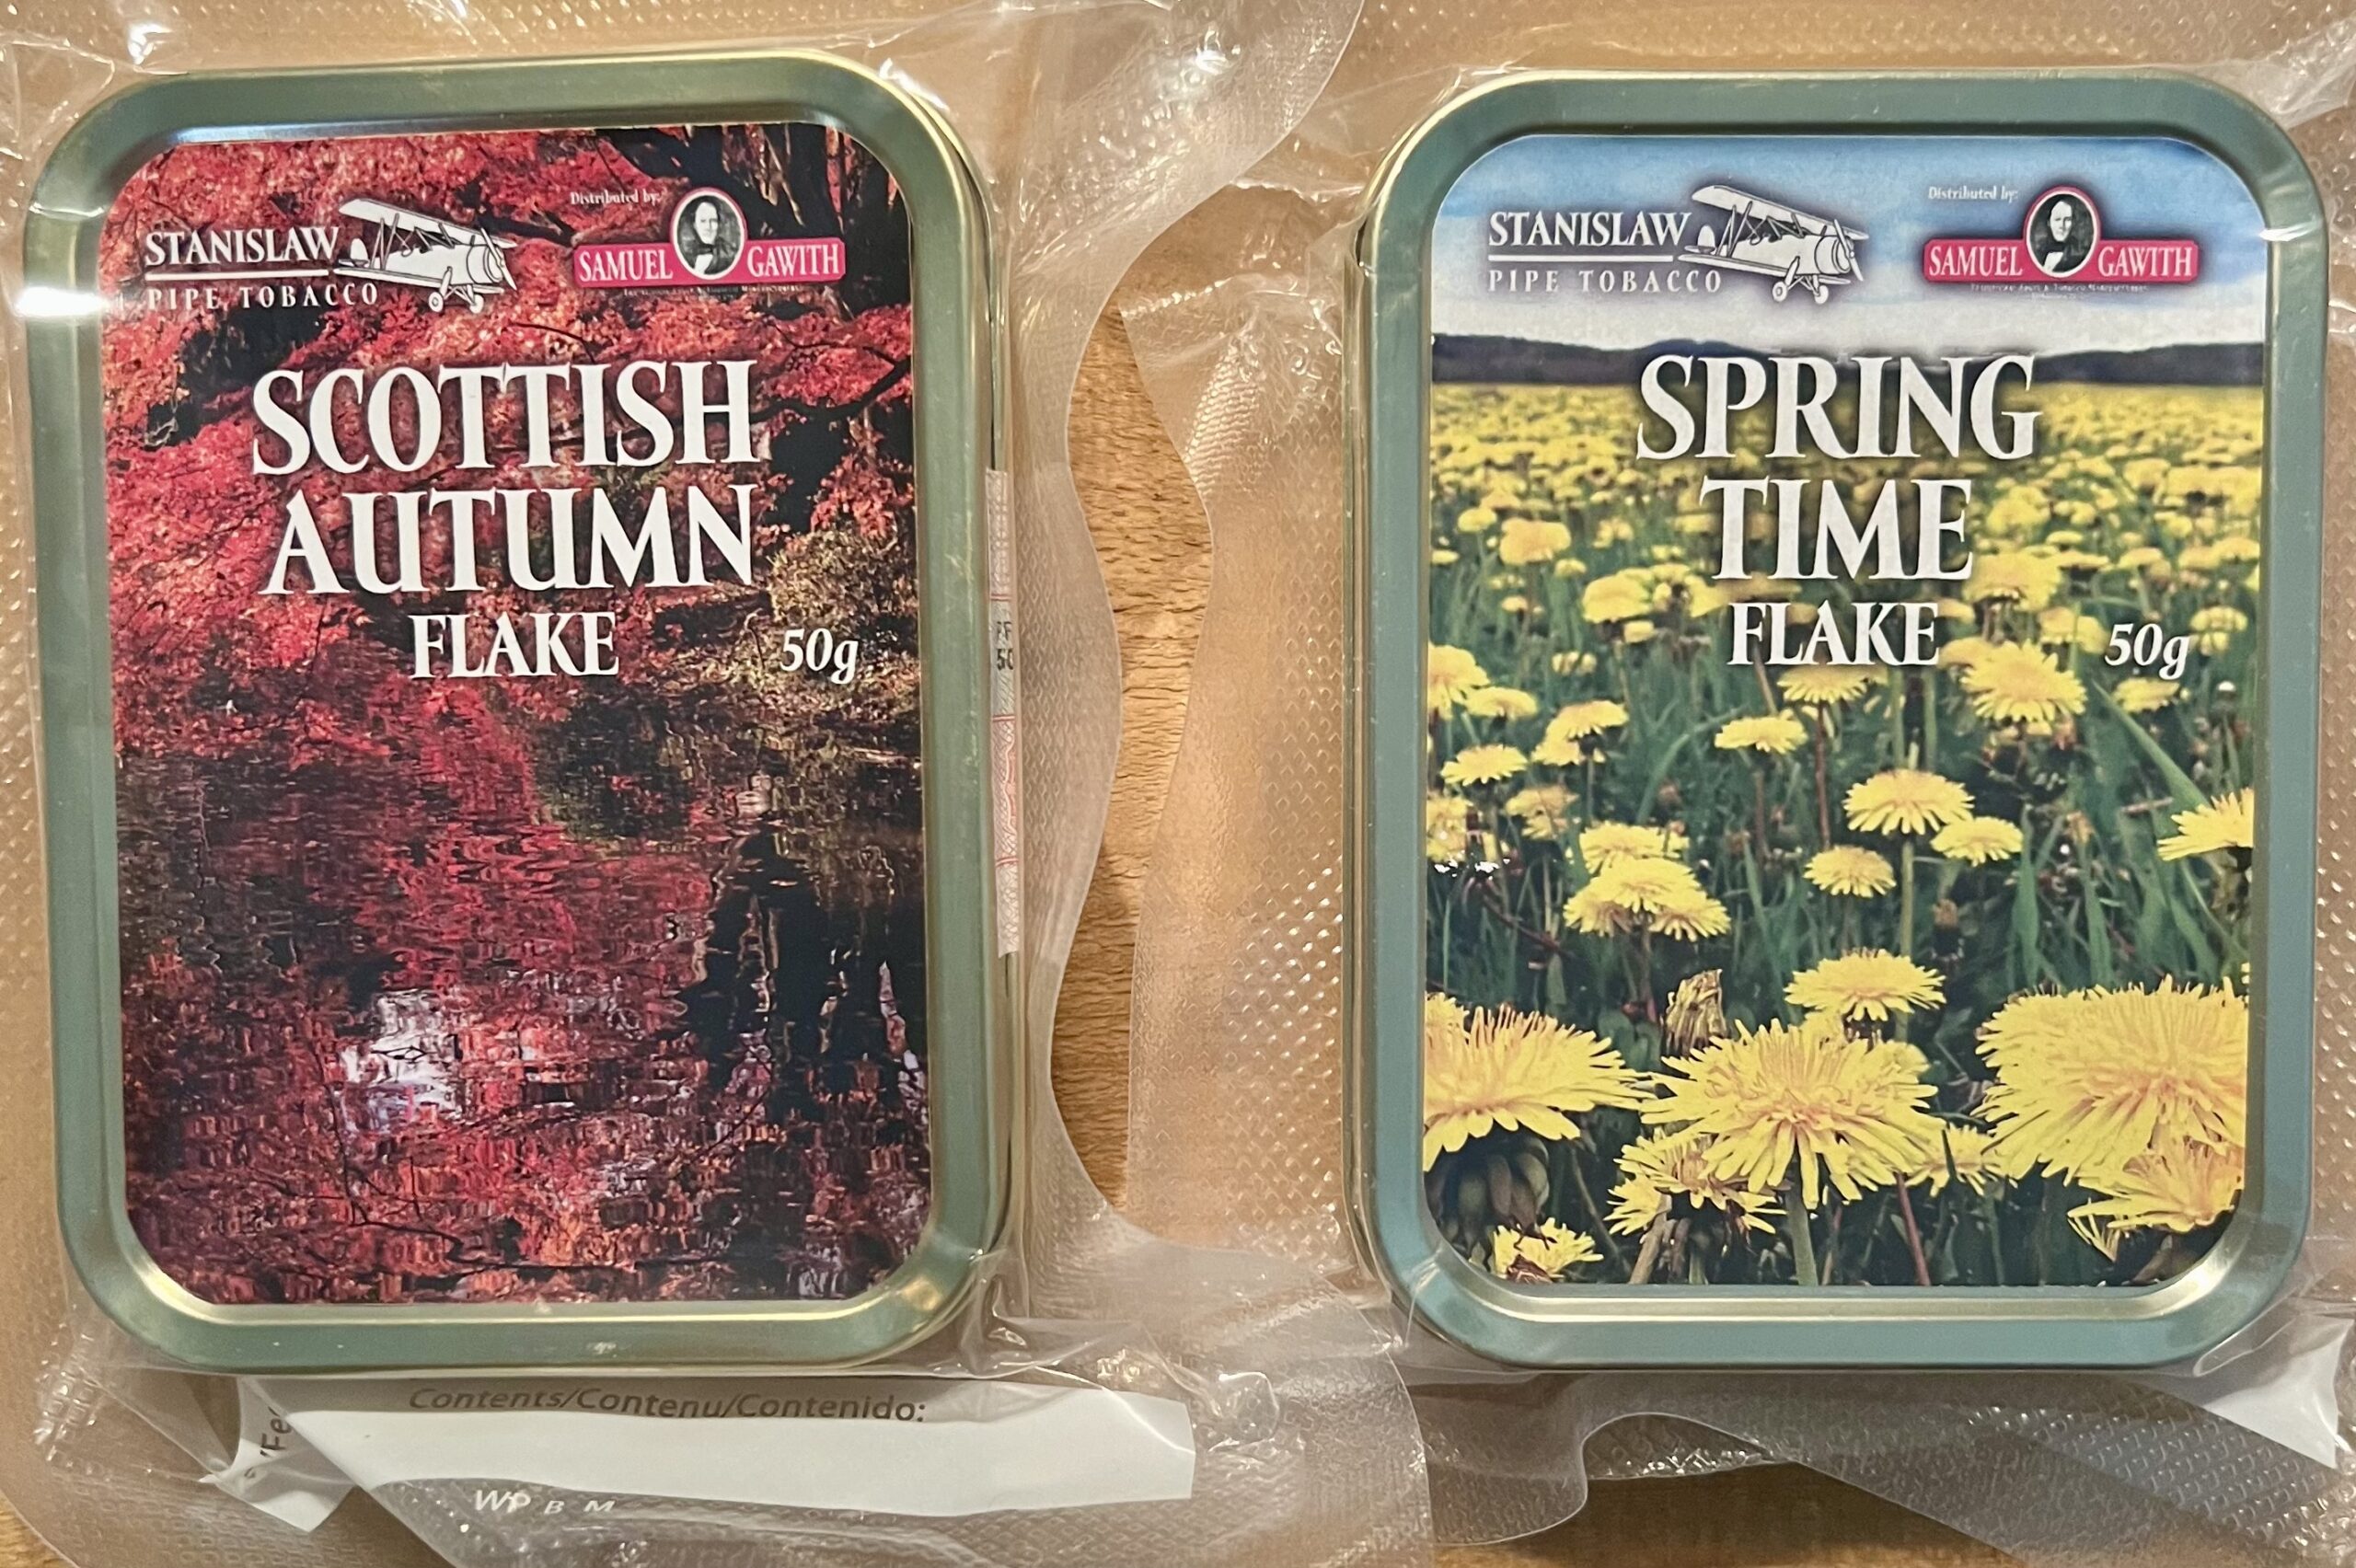 STANISLAW
PIPE TOBACCO
Distributed by:
SAMUEL GAWITH
SCOTTISH
AUTUMN
FLAKE
50g
Contents/Contenu/Contenido:
STANISLAW
PIPE TOBACCO
Distributed by:
SAMUEL GAWITH
SPRING
TIME
FLAKE
50g